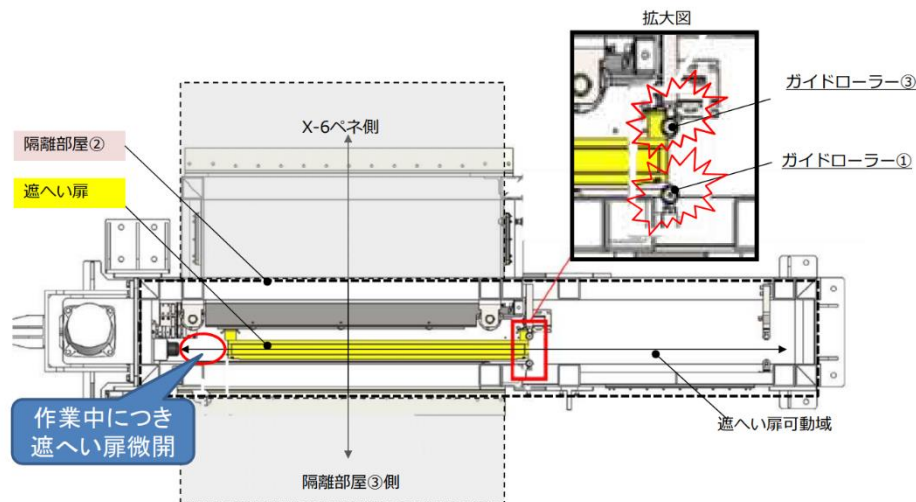 拡大図
ガイドローラー③
ガイドローラー①
X-6ペネ側
隔離部屋②
遮へい扉
作業中につき
遮へい扉微開
遮へい扉可動域
隔離部屋③側